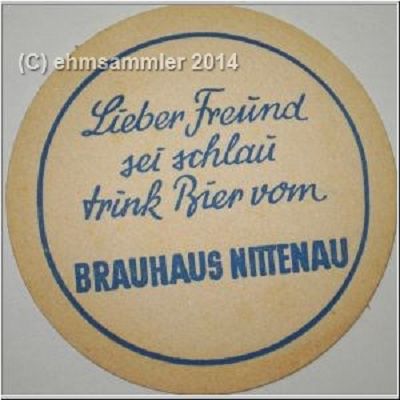 (C) ehmsammler 2014
Lieber Freund
sei schlau
trink Bier vom
BRAUHAUS NITTENAU